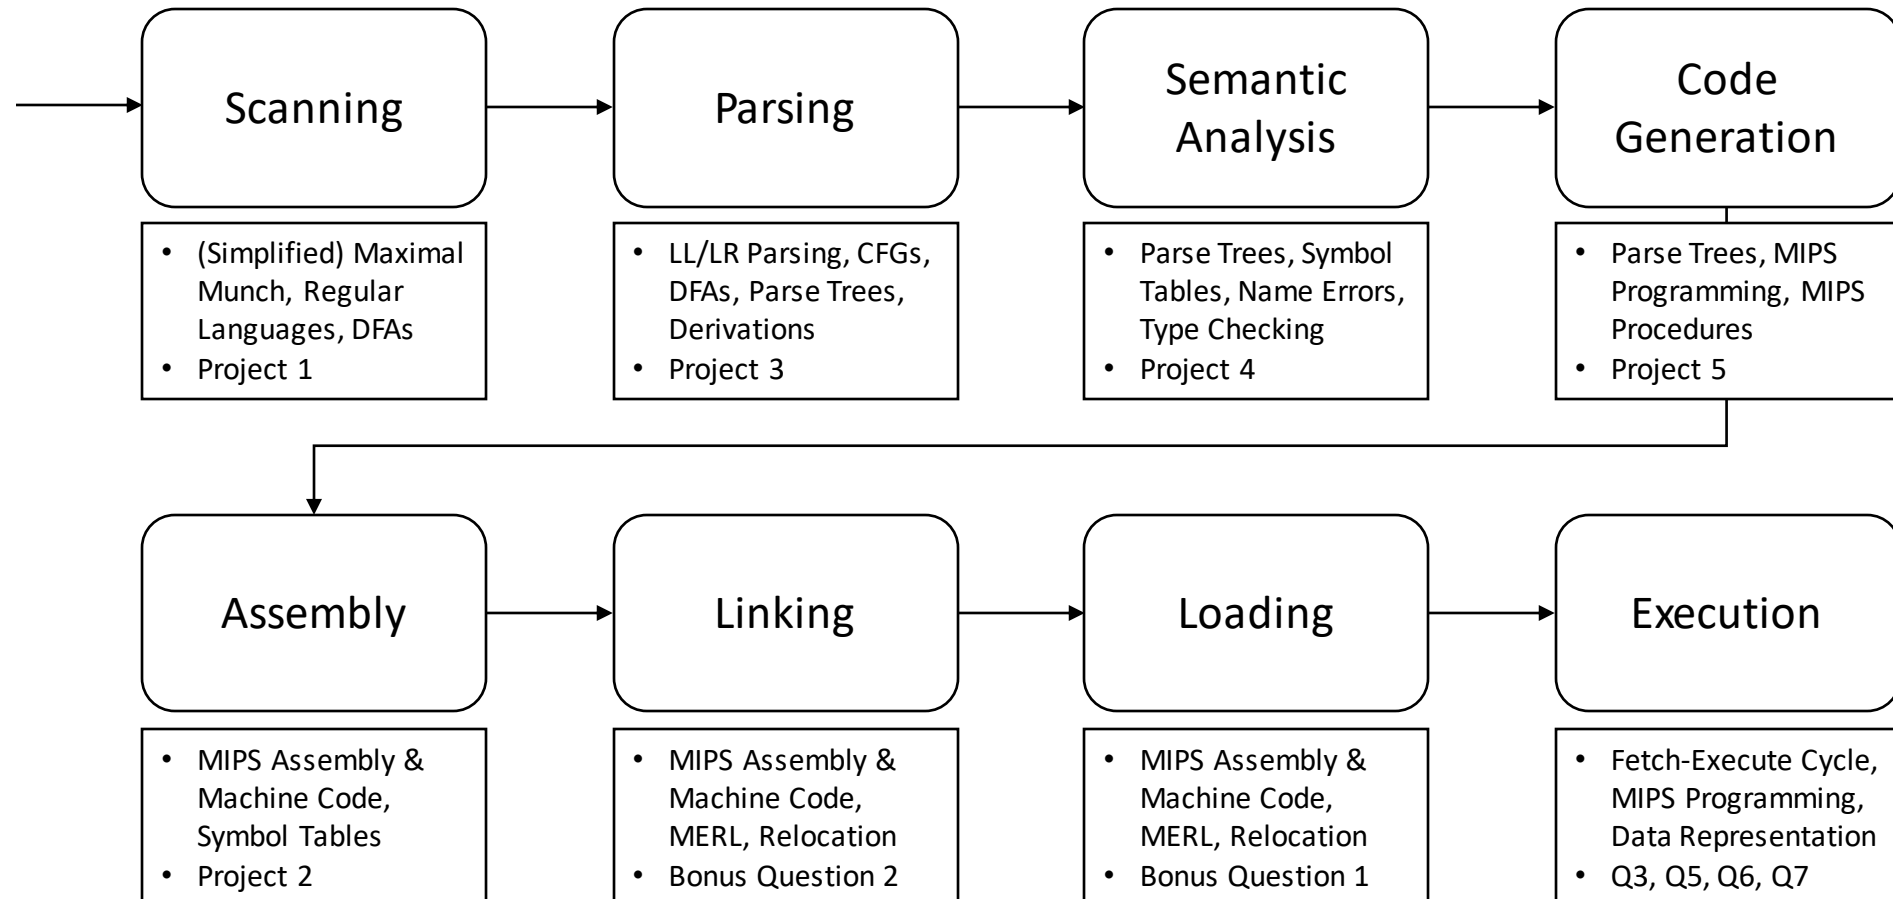 Scanning
• (Simplified) Maximal
Munch, Regular
Languages, DFAs
• Project 1
Parsing
• LL/LR Parsing, CFGs,
DFAs, Parse Trees,
Derivations
• Project 3
Semantic
Analysis
• Parse Trees, Symbol
Tables, Name Errors,
Type Checking
• Project 4
Code
Generation
• Parse Trees, MIPS
Programming, MIPS
Procedures
• Project 5
Assembly
• MIPS Assembly &
Machine Code,
Symbol Tables
• Project 2
Linking
• MIPS Assembly &
Machine Code,
MERL, Relocation
• Bonus Question 2
Loading
• MIPS Assembly &
Machine Code,
MERL, Relocation
• Bonus Question 1
Execution
• Fetch-Execute Cycle,
MIPS Programming,
Data Representation
• Q3, Q5, Q6, Q7